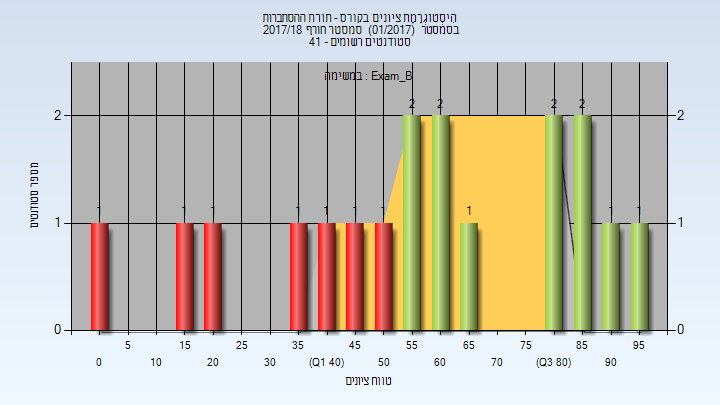 היסטוגרמת ציונים בקורס - תורת ההסתברות
בסמסטר (01/2017) סמסטר חורף 2017/18
סטודנטים רשומים - 41
במשימה : Exam_B
מספר סטודנטים
2 2 2 2
2 2
1 1 1 1 1 1 1 1 1 1
1 1
0 0
5 15 25 35 45 55 65 75 85 95
0 10 20 30 (Q1 40) 50 60 70 (Q3 80) 90
טווח ציונים